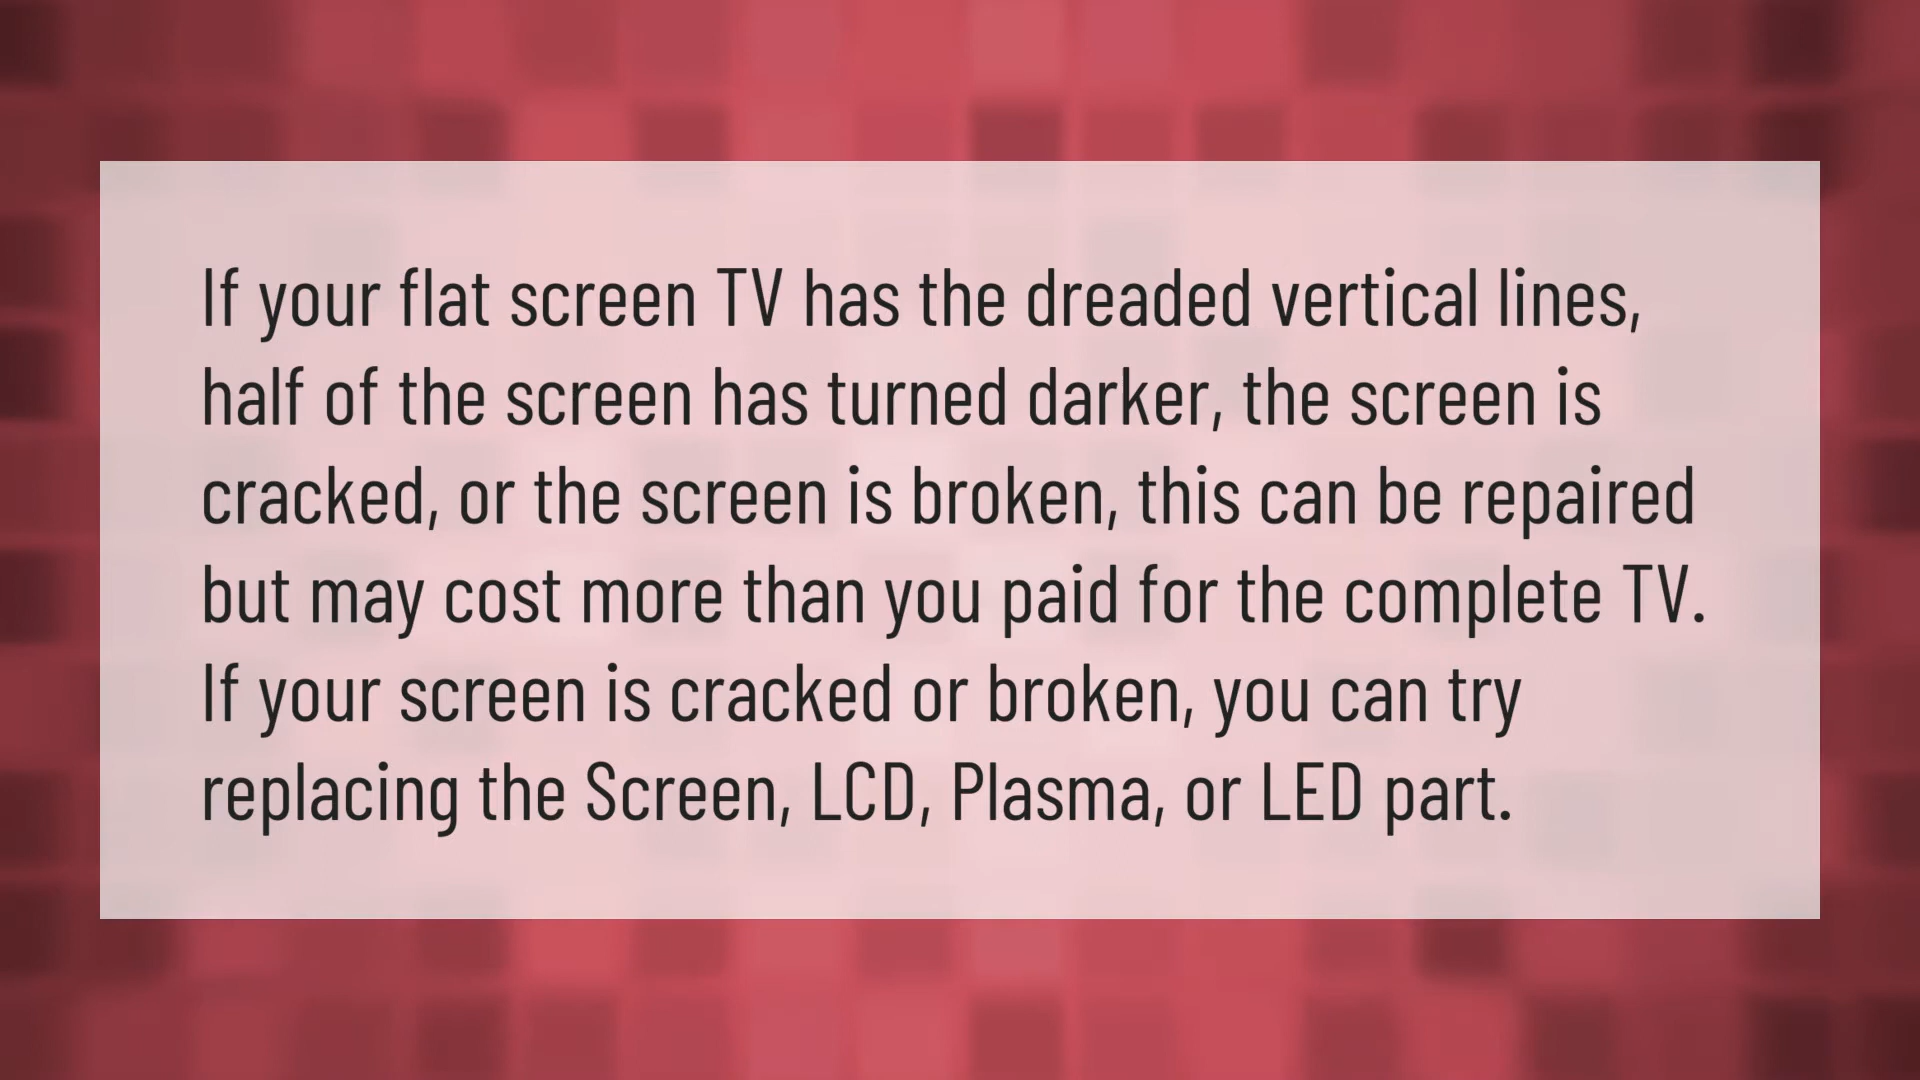 If your flat screen TV has the dreaded vertical lines,
half of the screen has turned darker, the screen is
cracked, or the screen is broken, this can be repaired
but may cost more than you paid for the complete TV.
If your screen is cracked or broken, you can try
replacing the Screen, LCD, Plasma, or LED part.